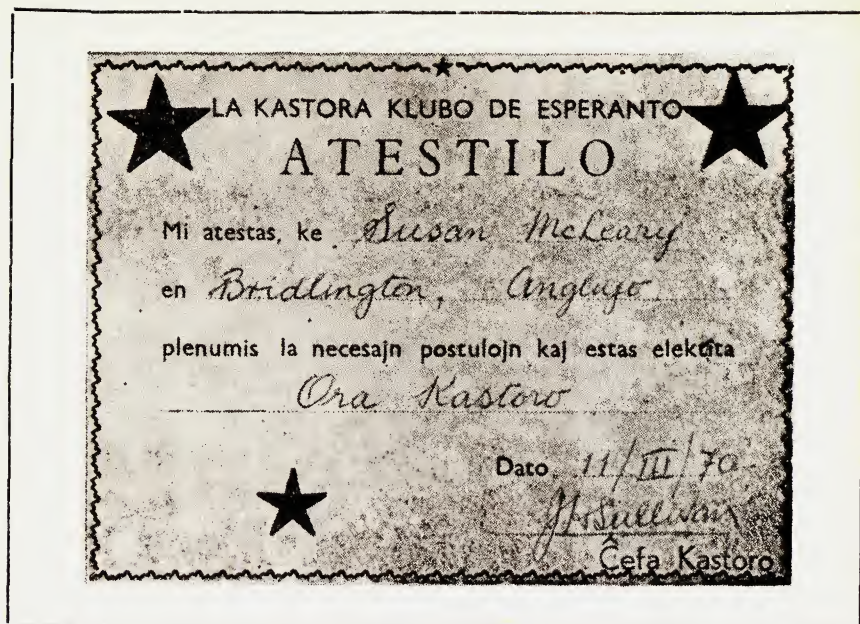 LA KASTORA KLUBO DE ESPERANTO
ATESTILO
Mi atestas, ke Susan McLeary
en Bridlington, Anglujo
plenumis la necesajn postulojn kaj estas elektita
Ora Kastoro
Dato 11/III/70
Sullivan
Ĉefa Kastoro